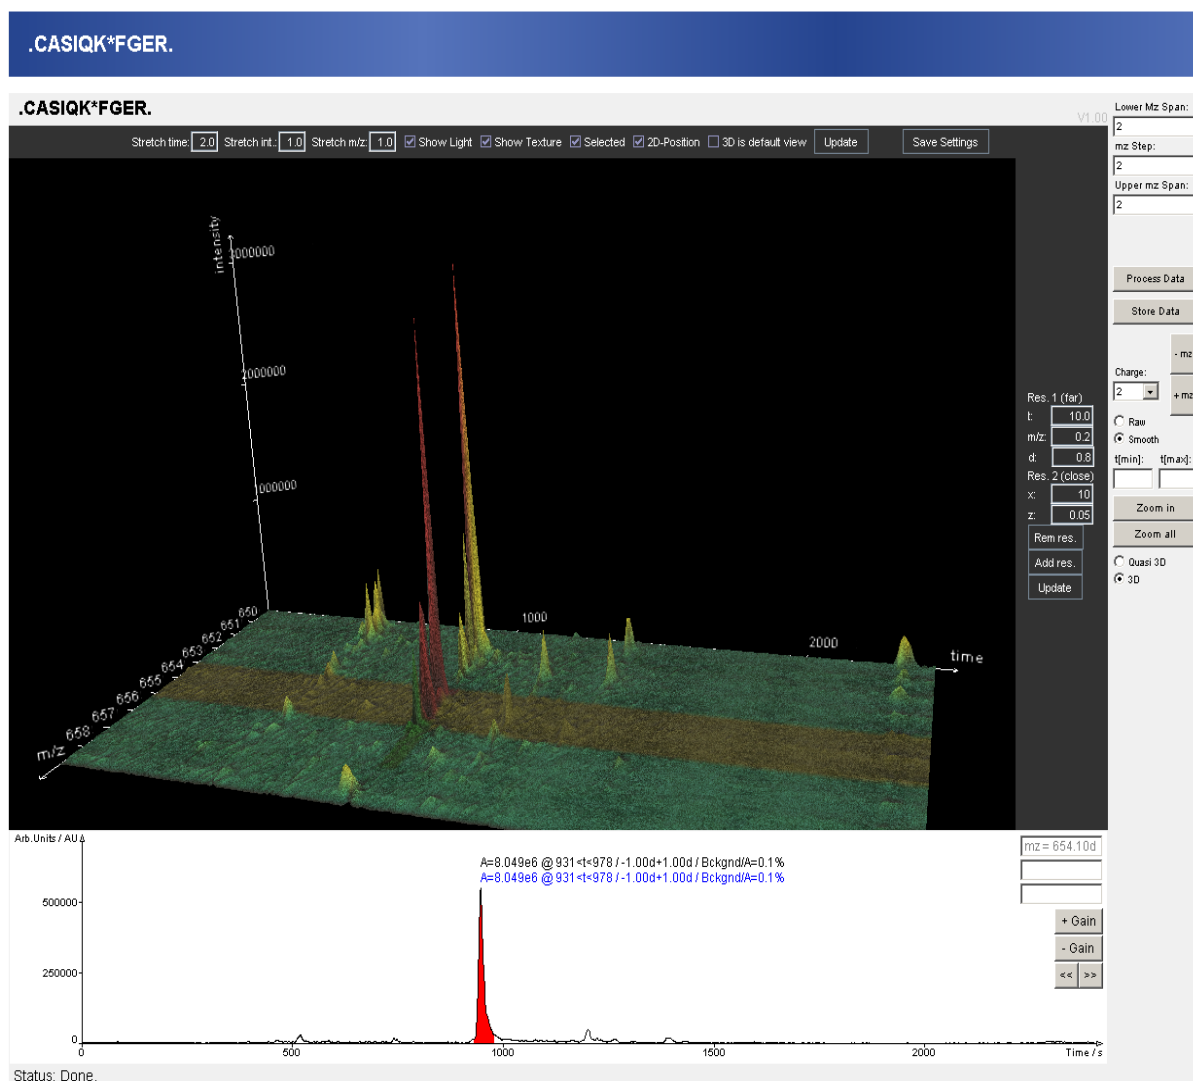 .CASIQK*FGER.
.CASIQK*FGER.
V1.00
Stretch time: 2.0 Stretch int.: 1.0 Stretch m/z: 1.0 Show Light Show Texture Selected 2D-Position 3D is default view Update Save Settings
Lower Mz Span:
2
mz Step:
2
Upper mz Span:
2
Process Data
Store Data
- mz
Charge:
2
+ mz
Raw
Smooth
t[min]: t[max]:
Zoom in
Zoom all
Quasi 3D
3D
Res. 1 (far)
t: 10.0
m/z: 0.2
d: 0.8
Res. 2 (close)
x: 10
z: 0.05
Rem res.
Add res.
Update
intensity
3000000
2000000
1000000
650
651
652
653
654
655
656
657
658
m/z
1000
2000
time
Arb.Units / AU
A=8.049e6 @ 931<t<978 / -1.00d+1.00d / Bckgnd/A=0.1%
A=8.049e6 @ 931<t<978 / -1.00d+1.00d / Bckgnd/A=0.1%
mz = 654.10d
+ Gain
- Gain
<< >>
500000
250000
0
0 500 1000 1500 2000 Time / s
Status: Done.